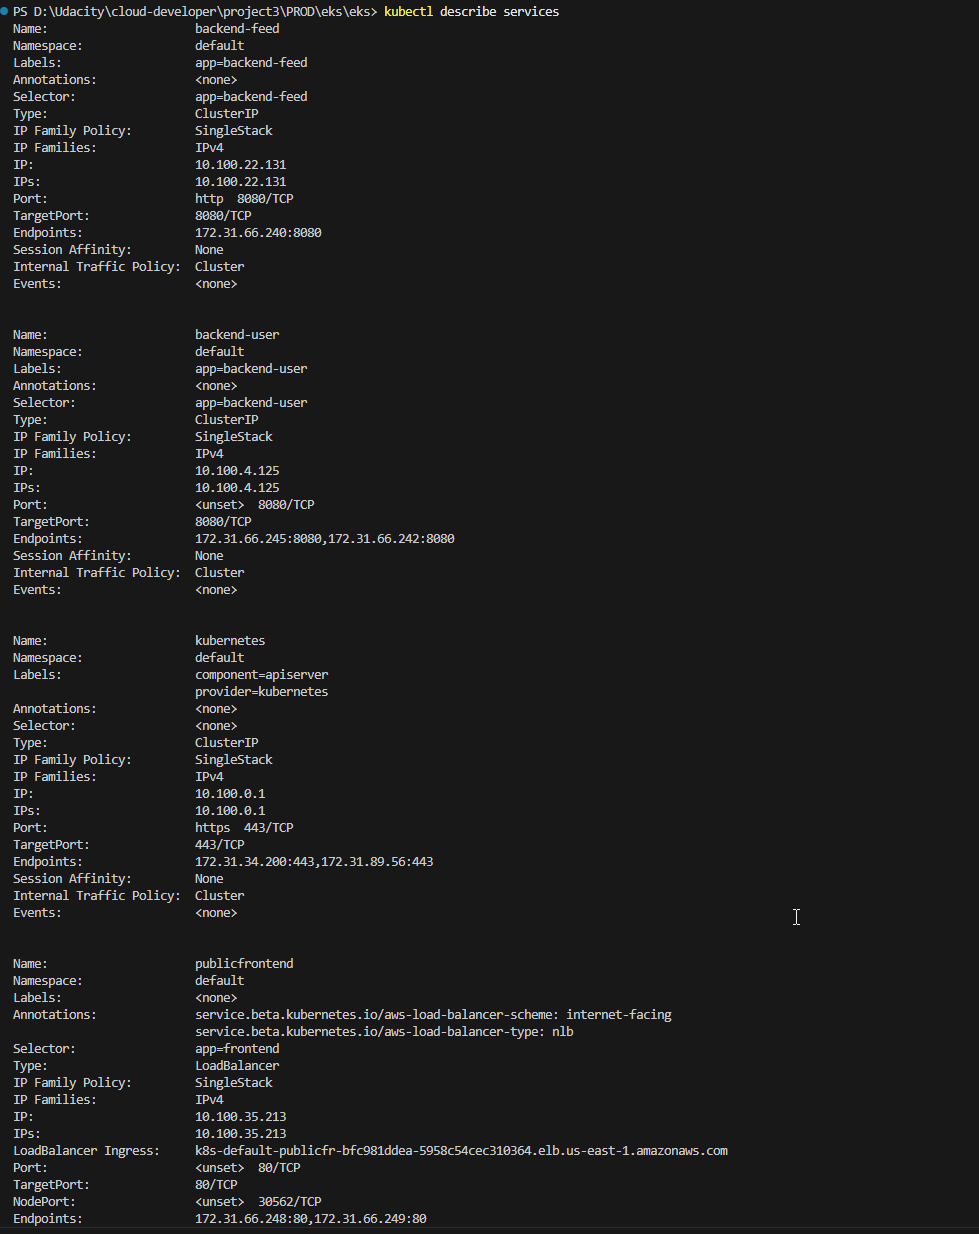 PS D:\Udacity\cloud-developer\project3\PROD\eks\eks> kubectl describe services
Name:                     backend-feed
Namespace:                default
Labels:                   app=backend-feed
Annotations:              <none>
Selector:                 app=backend-feed
Type:                     ClusterIP
IP Family Policy:         SingleStack
IP Families:              IPv4
IP:                       10.100.22.131
IPs:                      10.100.22.131
Port:                     http  8080/TCP
TargetPort:               8080/TCP
Endpoints:                172.31.66.240:8080
Session Affinity:         None
Internal Traffic Policy:  Cluster
Events:                   <none>
Name:                     backend-user
Namespace:                default
Labels:                   app=backend-user
Annotations:              <none>
Selector:                 app=backend-user
Type:                     ClusterIP
IP Family Policy:         SingleStack
IP Families:              IPv4
IP:                       10.100.4.125
IPs:                      10.100.4.125
Port:                     <unset>  8080/TCP
TargetPort:               8080/TCP
Endpoints:                172.31.66.245:8080,172.31.66.242:8080
Session Affinity:         None
Internal Traffic Policy:  Cluster
Events:                   <none>
Name:                     kubernetes
Namespace:                default
Labels:                   component=apiserver
                          provider=kubernetes
Annotations:              <none>
Selector:                 <none>
Type:                     ClusterIP
IP Family Policy:         SingleStack
IP Families:              IPv4
IP:                       10.100.0.1
IPs:                      10.100.0.1
Port:                     https  443/TCP
TargetPort:               443/TCP
Endpoints:                172.31.34.200:443,172.31.89.56:443
Session Affinity:         None
Internal Traffic Policy:  Cluster
Events:                   <none>
Name:                     publicfrontend
Namespace:                default
Labels:                   <none>
Annotations:              service.beta.kubernetes.io/aws-load-balancer-scheme: internet-facing
                          service.beta.kubernetes.io/aws-load-balancer-type: nlb
Selector:                 app=frontend
Type:                     LoadBalancer
IP Family Policy:         SingleStack
IP Families:              IPv4
IP:                       10.100.35.213
IPs:                      10.100.35.213
LoadBalancer Ingress:     k8s-default-publicfr-bfc981ddea-5958c54cec310364.elb.us-east-1.amazonaws.com
Port:                     <unset>  80/TCP
TargetPort:               80/TCP
NodePort:                 <unset>  30562/TCP
Endpoints:                172.31.66.248:80,172.31.66.249:80